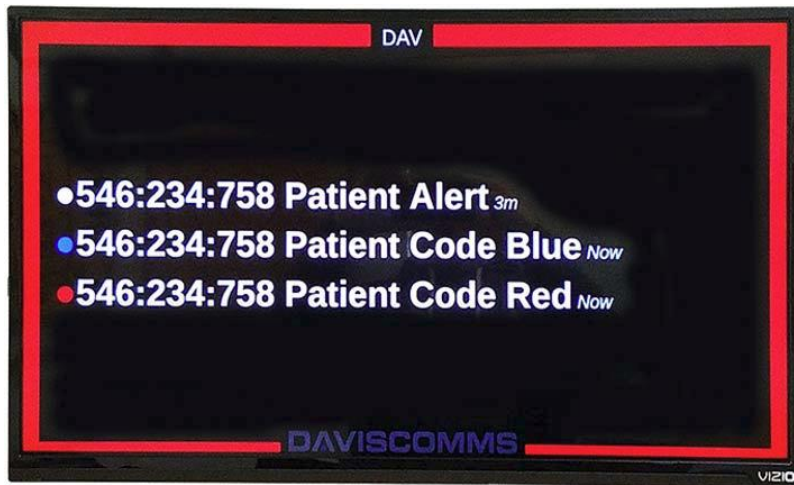 DAV
•546:234:758 Patient Alert 3m
•546:234:758 Patient Code Blue Now
•546:234:758 Patient Code Red Now
DAVISCOMMS
VIZIO